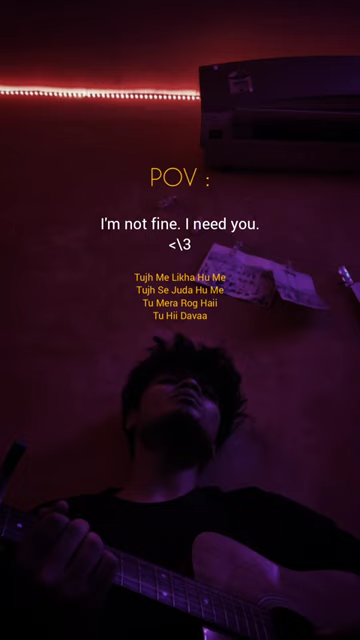 POV :
I'm not fine. I need you.
<\3
Tujh Me Likha Hu Me
Tujh Se Juda Hu Me
Tu Mera Rog Haii
Tu Hii Davaa